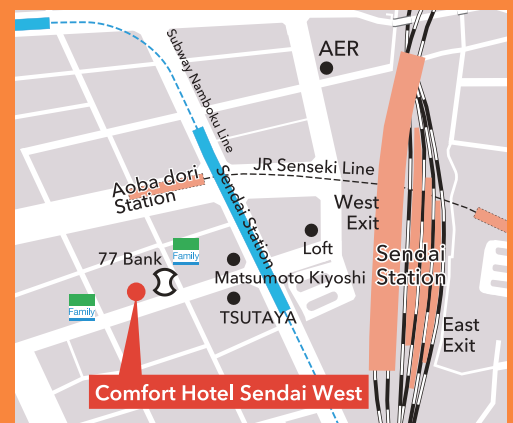 AER
Subway Namboku Line
JR Senseki Line
Aoba dori
Station
Sendai Station
West
Exit
Loft
Sendai
Station
77 Bank
Family
Matsumoto Kiyoshi
Family
TSUTAYA
East
Exit
Comfort Hotel Sendai West